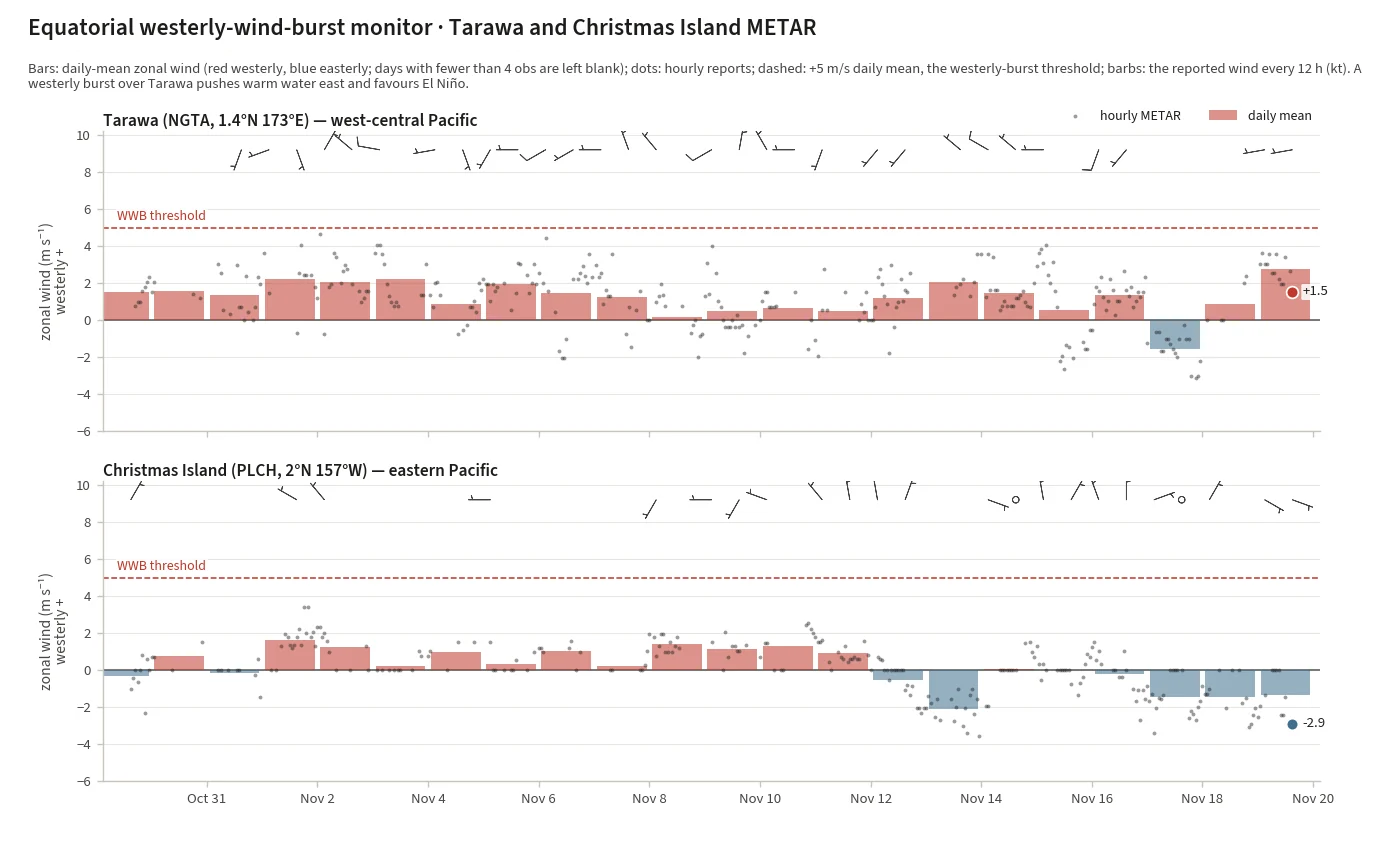 Equatorial westerly-wind-burst monitor · Tarawa and Christmas Island METAR
Bars: daily-mean zonal wind (red westerly, blue easterly; days with fewer than 4 obs are left blank); dots: hourly reports; dashed: +5 m/s daily mean, the westerly-burst threshold; barbs: the reported wind every 12 h (kt). A
westerly burst over Tarawa pushes warm water east and favours El Niño.
Tarawa (NGTA, 1.4°N 173°E) — west-central Pacific
hourly METAR
daily mean
10
8
6
4
2
0
−2
−4
−6
zonal wind (m s⁻¹)
westerly +
WWB threshold
+1.5
Christmas Island (PLCH, 2°N 157°W) — eastern Pacific
10
8
6
4
2
0
−2
−4
−6
zonal wind (m s⁻¹)
westerly +
WWB threshold
-2.9
Oct 31
Nov 2
Nov 4
Nov 6
Nov 8
Nov 10
Nov 12
Nov 14
Nov 16
Nov 18
Nov 20